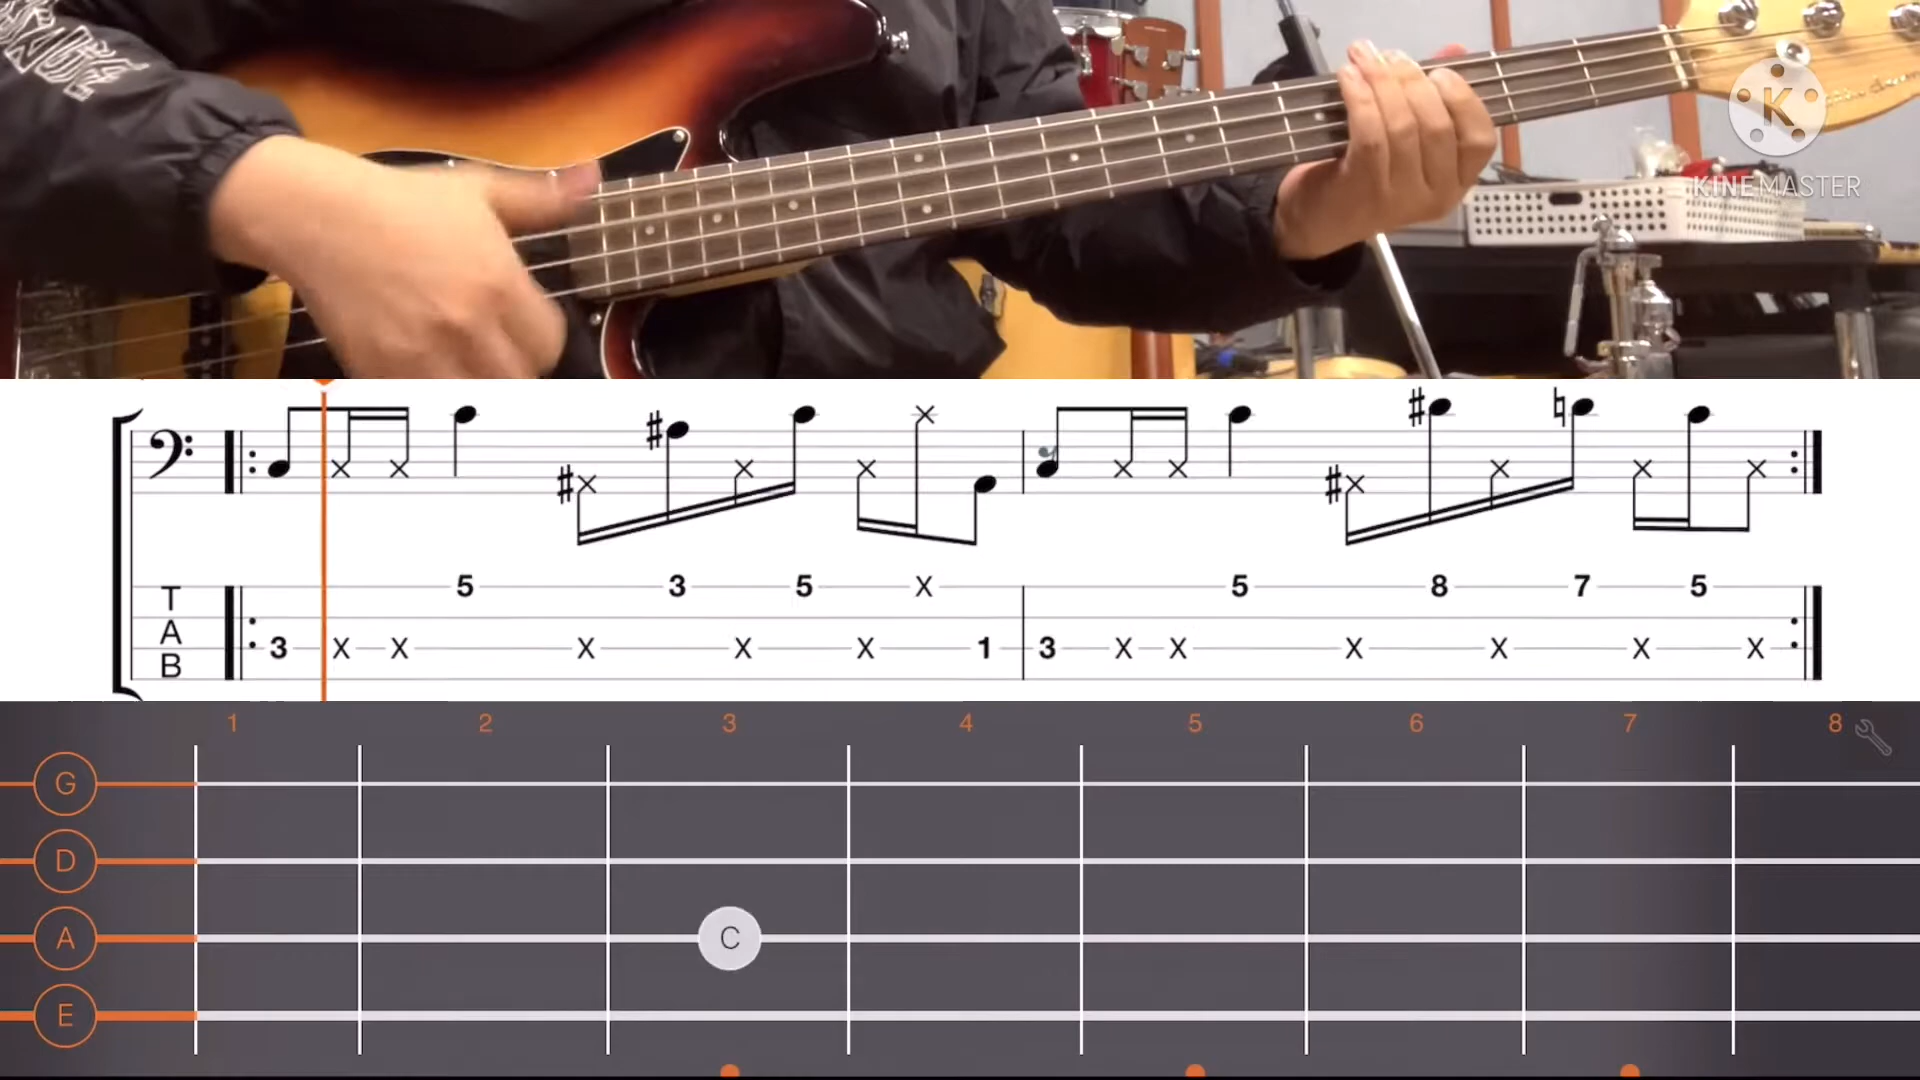 K
KINEMASTER
T 5 3 5 X 5 8 7 5
A
B 3 X X X X X 1 3 X X X X X X
1 2 3 4 5 6 7 8
G
D
A C
E